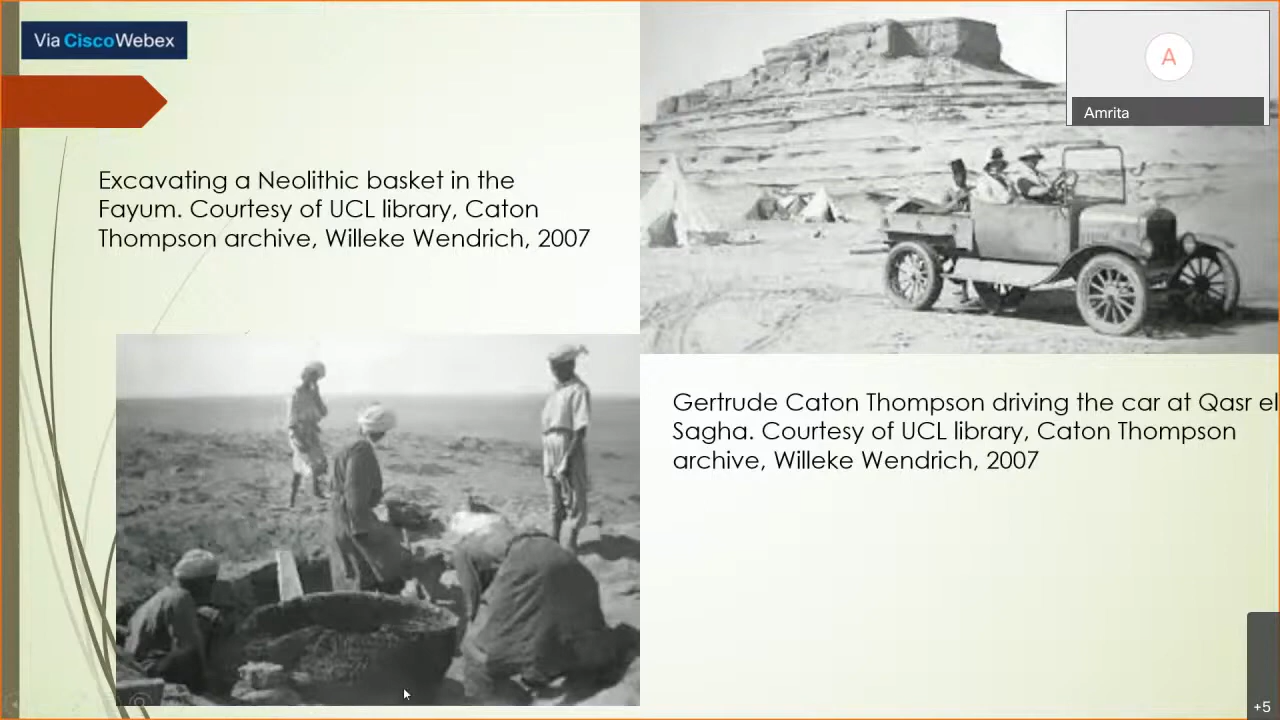 Via Cisco Webex
A
Amrita
Excavating a Neolithic basket in the
Fayum. Courtesy of UCL library, Caton
Thompson archive, Willeke Wendrich, 2007
Gertrude Caton Thompson driving the car at Qasr el
Sagha. Courtesy of UCL library, Caton Thompson
archive, Willeke Wendrich, 2007
+5